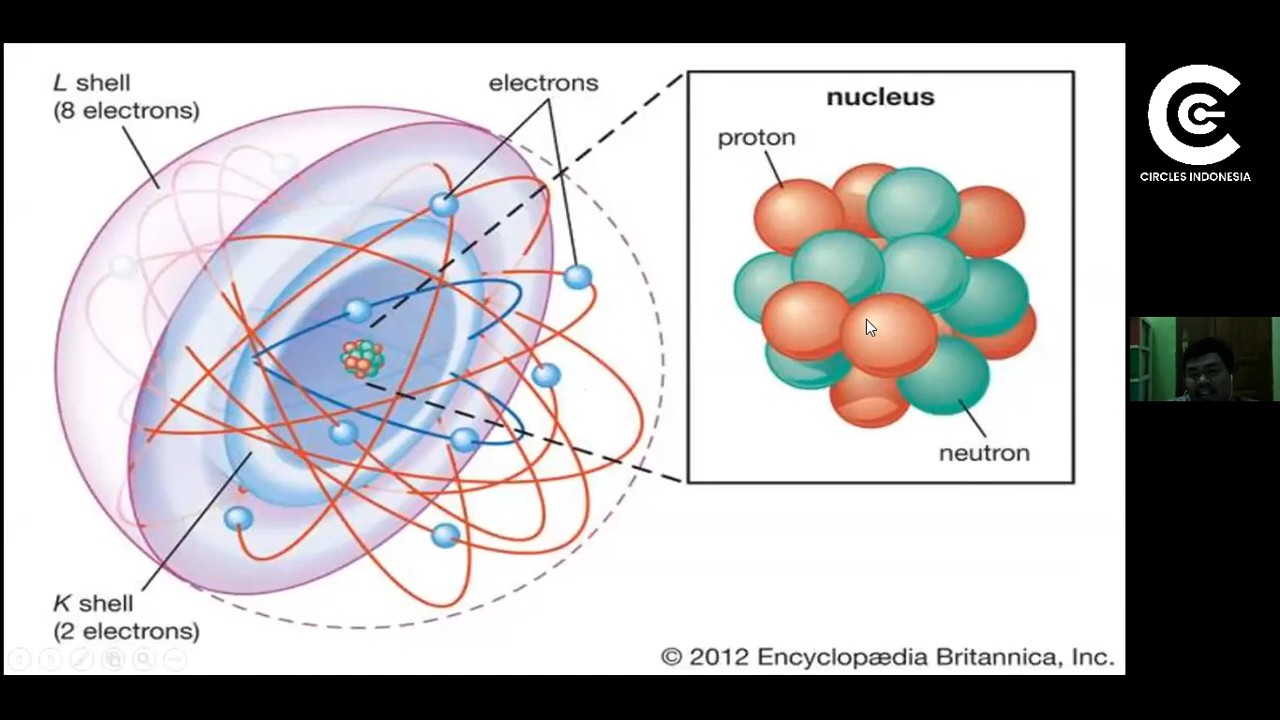 L shell
(8 electrons)
electrons
nucleus
proton
neutron
K shell
(2 electrons)
© 2012 Encyclopædia Britannica, Inc.
CIRCLES INDONESIA